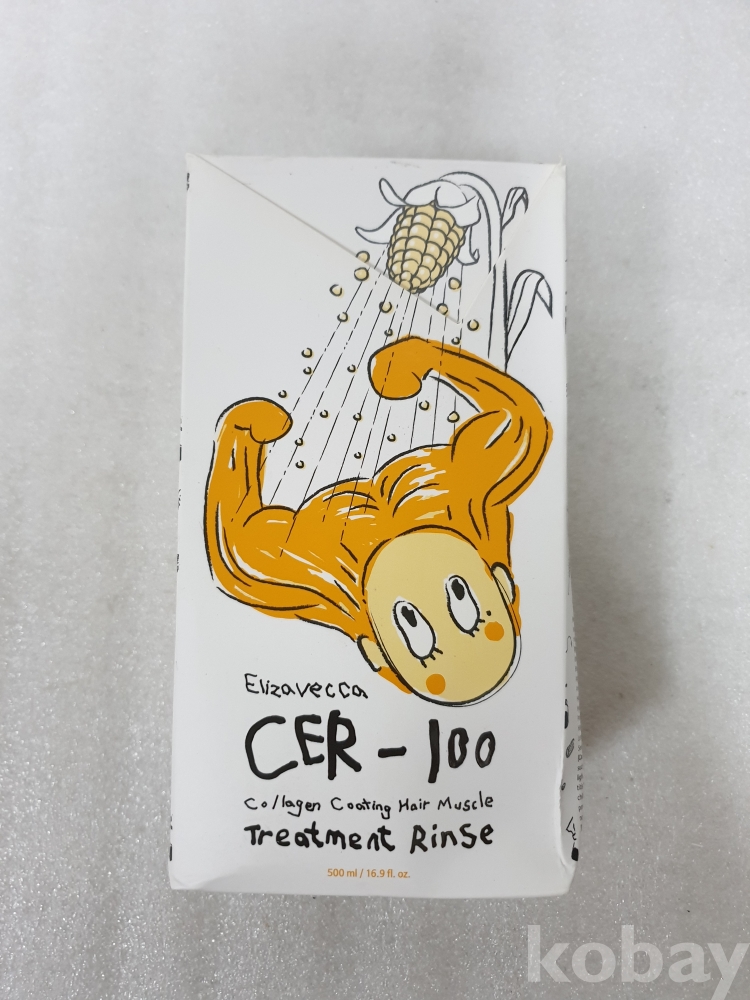 Elizavecca
CER-100
Collagen Coating Hair Muscle
Treatment Rinse
500 ml / 16.9 fl. oz.
kobay